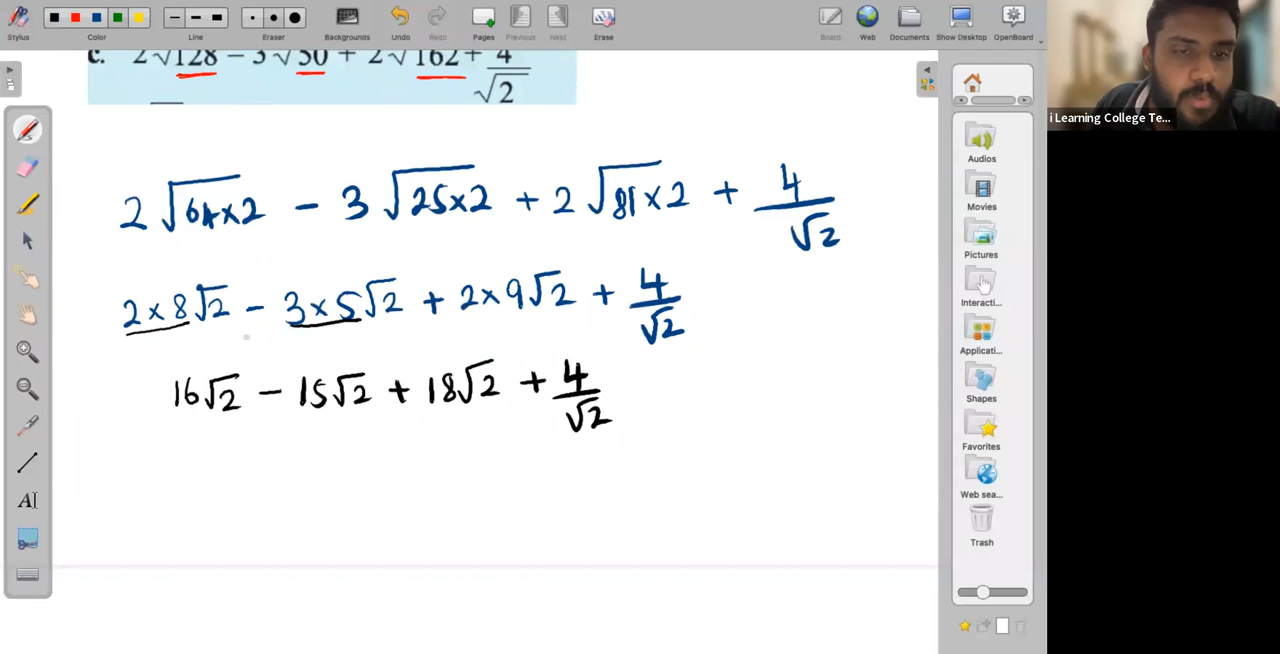 Stylus Color Line Eraser Backgrounds Undo Redo Pages Previous Next Erase Board Web Documents Show Desktop OpenBoard
c. 2√128 − 3√50 + 2√162 + 4/√2
i Learning College Te...
Audios
Movies
Pictures
Interacti...
Applicati...
Shapes
Favorites
Web sea...
Trash
2√64×2 − 3√25×2 + 2√81×2 + 4/√2
2×8√2 − 3×5√2 + 2×9√2 + 4/√2
16√2 − 15√2 + 18√2 + 4/√2
A